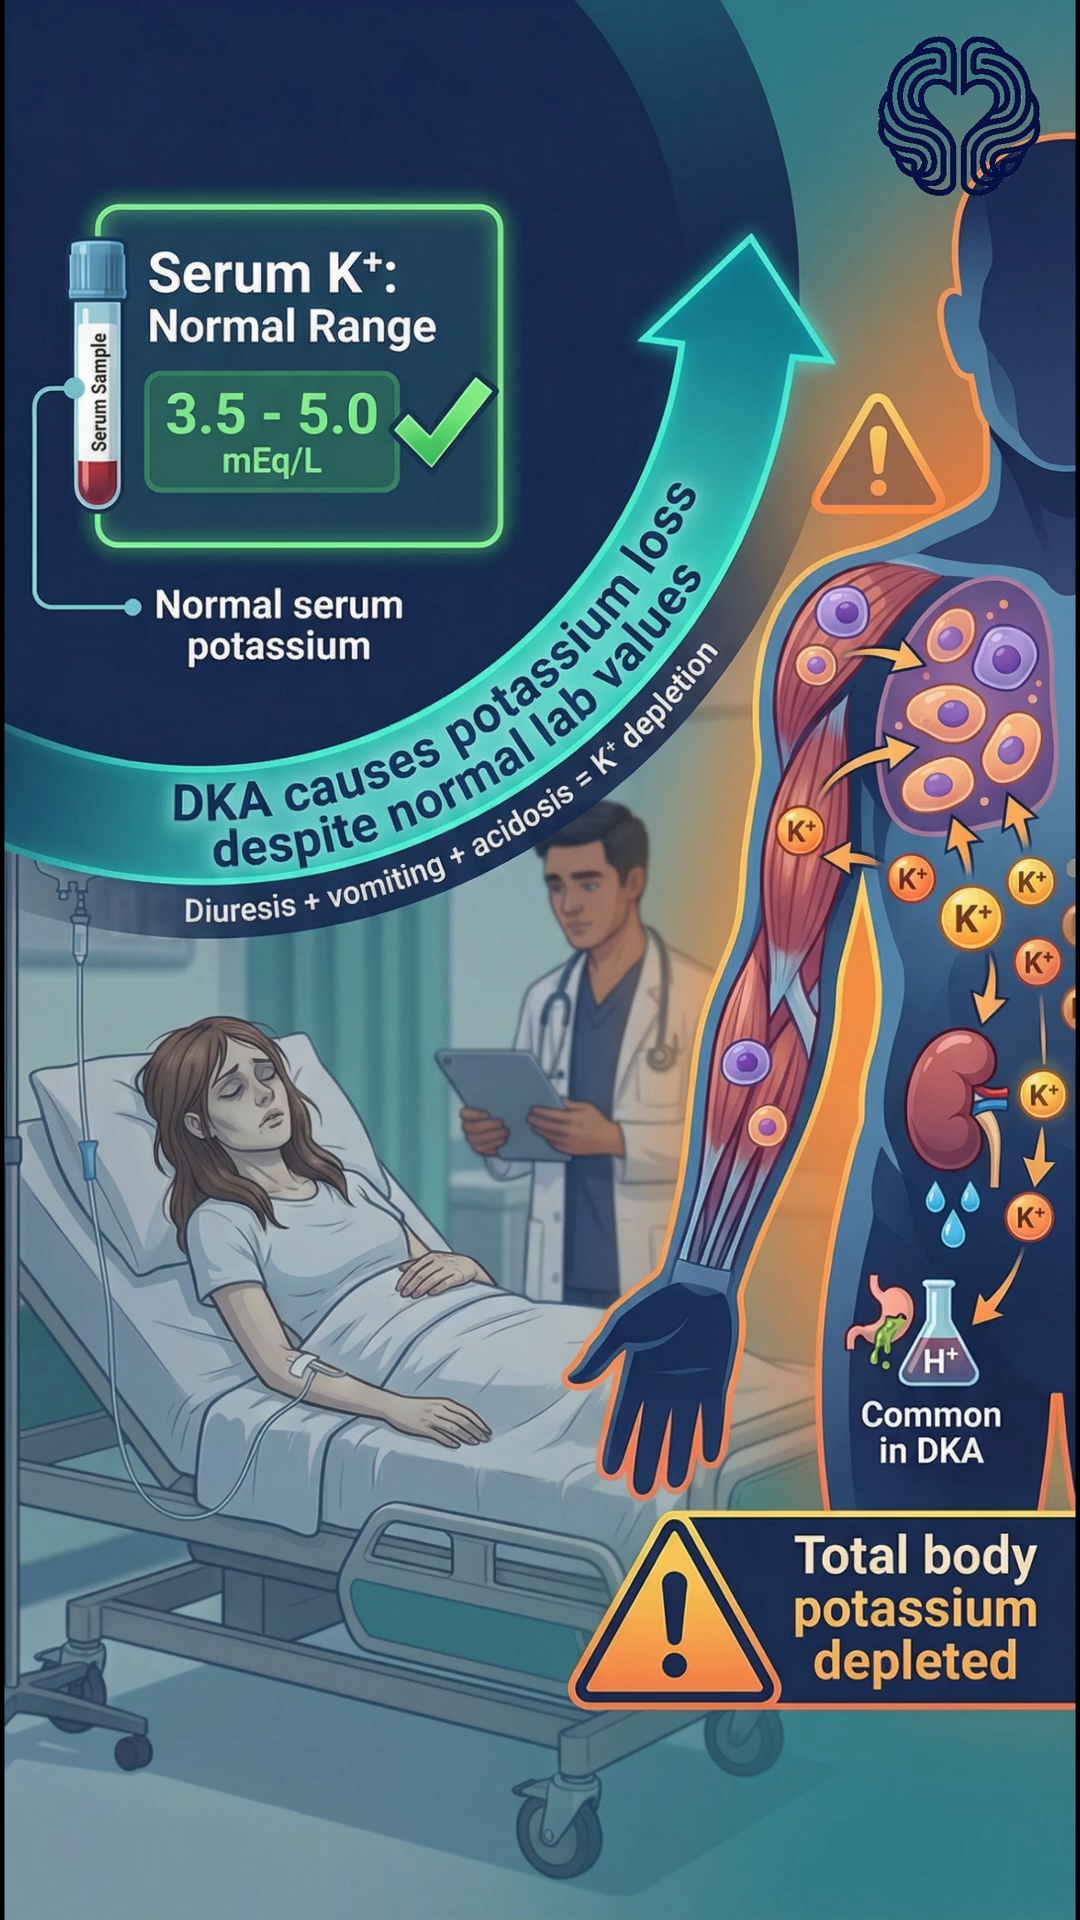 Serum K⁺:
Normal Range
3.5 - 5.0
mEq/L
Serum Sample
Normal serum
potassium
DKA causes potassium loss
despite normal lab values
Diuresis + vomiting + acidosis = K⁺ depletion
K⁺
K⁺
K⁺
K⁺
K⁺
K⁺
K⁺
H⁺
Common
in DKA
Total body
potassium
depleted